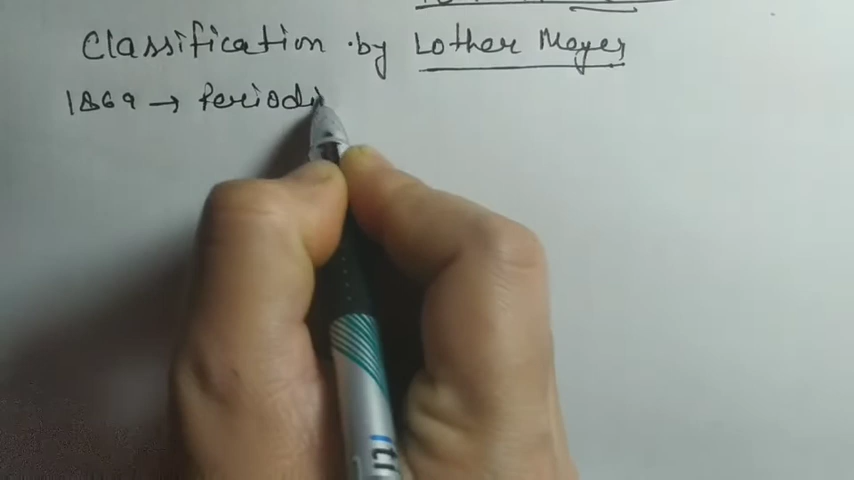 Classification by Lother Meyer
1869 → Periodi